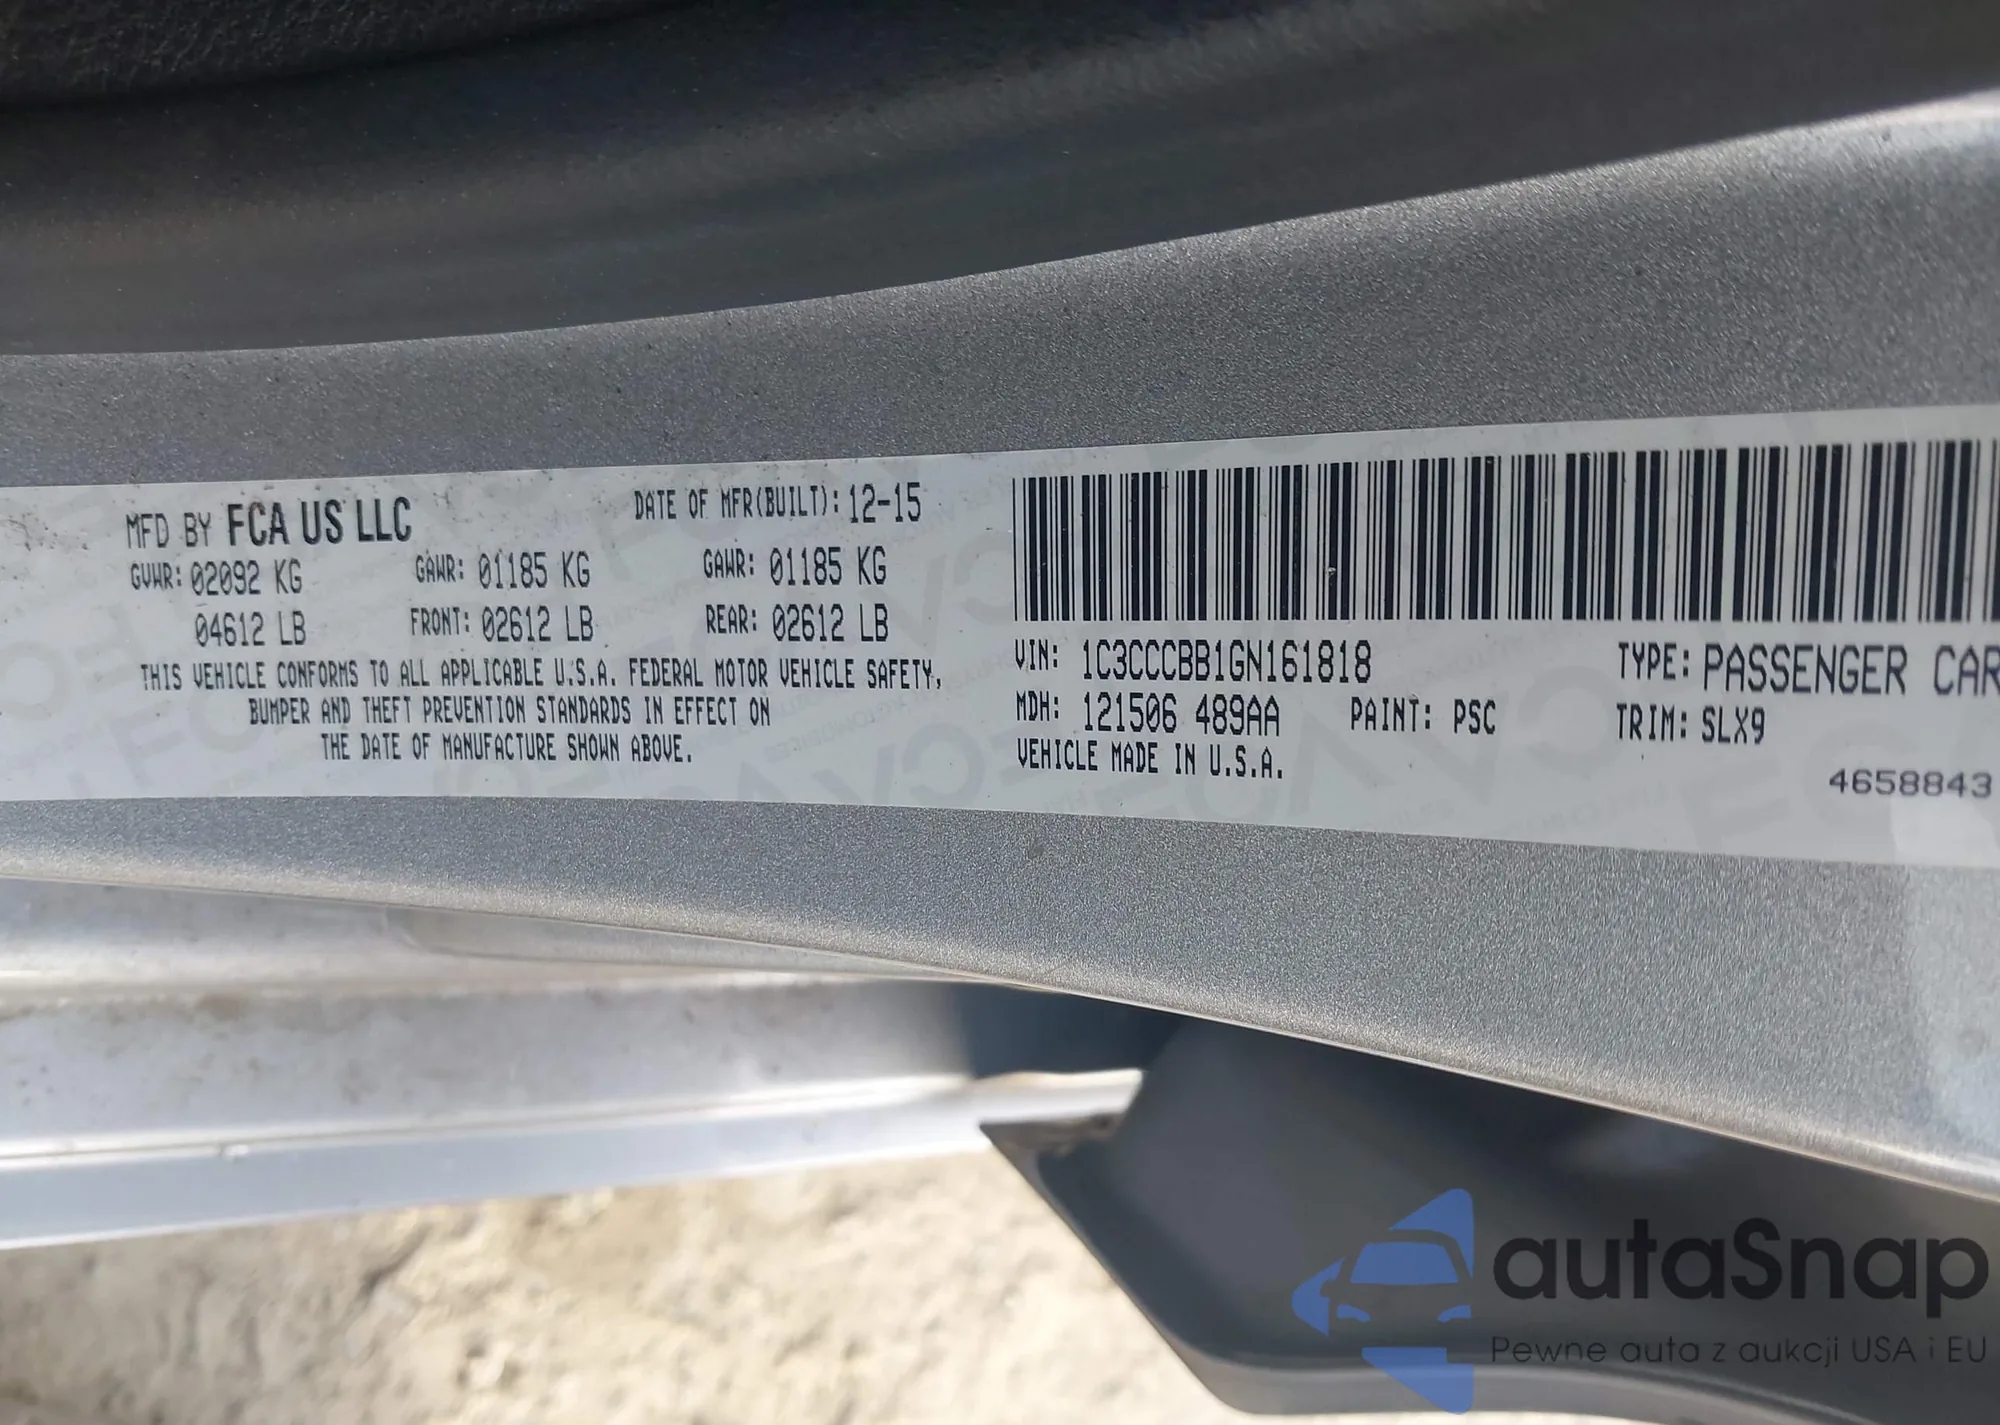 MFD BY FCA US LLC
DATE OF MFR(BUILT): 12-15
GVWR: 02092 KG
GAWR: 01185 KG
GAWR: 01185 KG
04612 LB
FRONT: 02612 LB
REAR: 02612 LB
THIS VEHICLE CONFORMS TO ALL APPLICABLE U.S.A. FEDERAL MOTOR VEHICLE SAFETY,
BUMPER AND THEFT PREVENTION STANDARDS IN EFFECT ON
THE DATE OF MANUFACTURE SHOWN ABOVE.
VIN: 1C3CCCBB1GN161818
TYPE: PASSENGER CAR
MDH: 121506 489AA
PAINT: PSC
TRIM: SLX9
VEHICLE MADE IN U.S.A.
4658843
autaSnap
Pewne auta z aukcji USA i EU